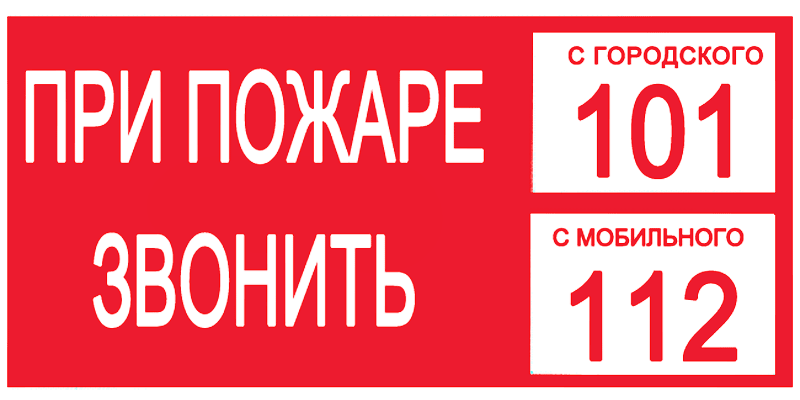 ПРИ ПОЖАРЕ
ЗВОНИТЬ
С ГОРОДСКОГО
101
С МОБИЛЬНОГО
112